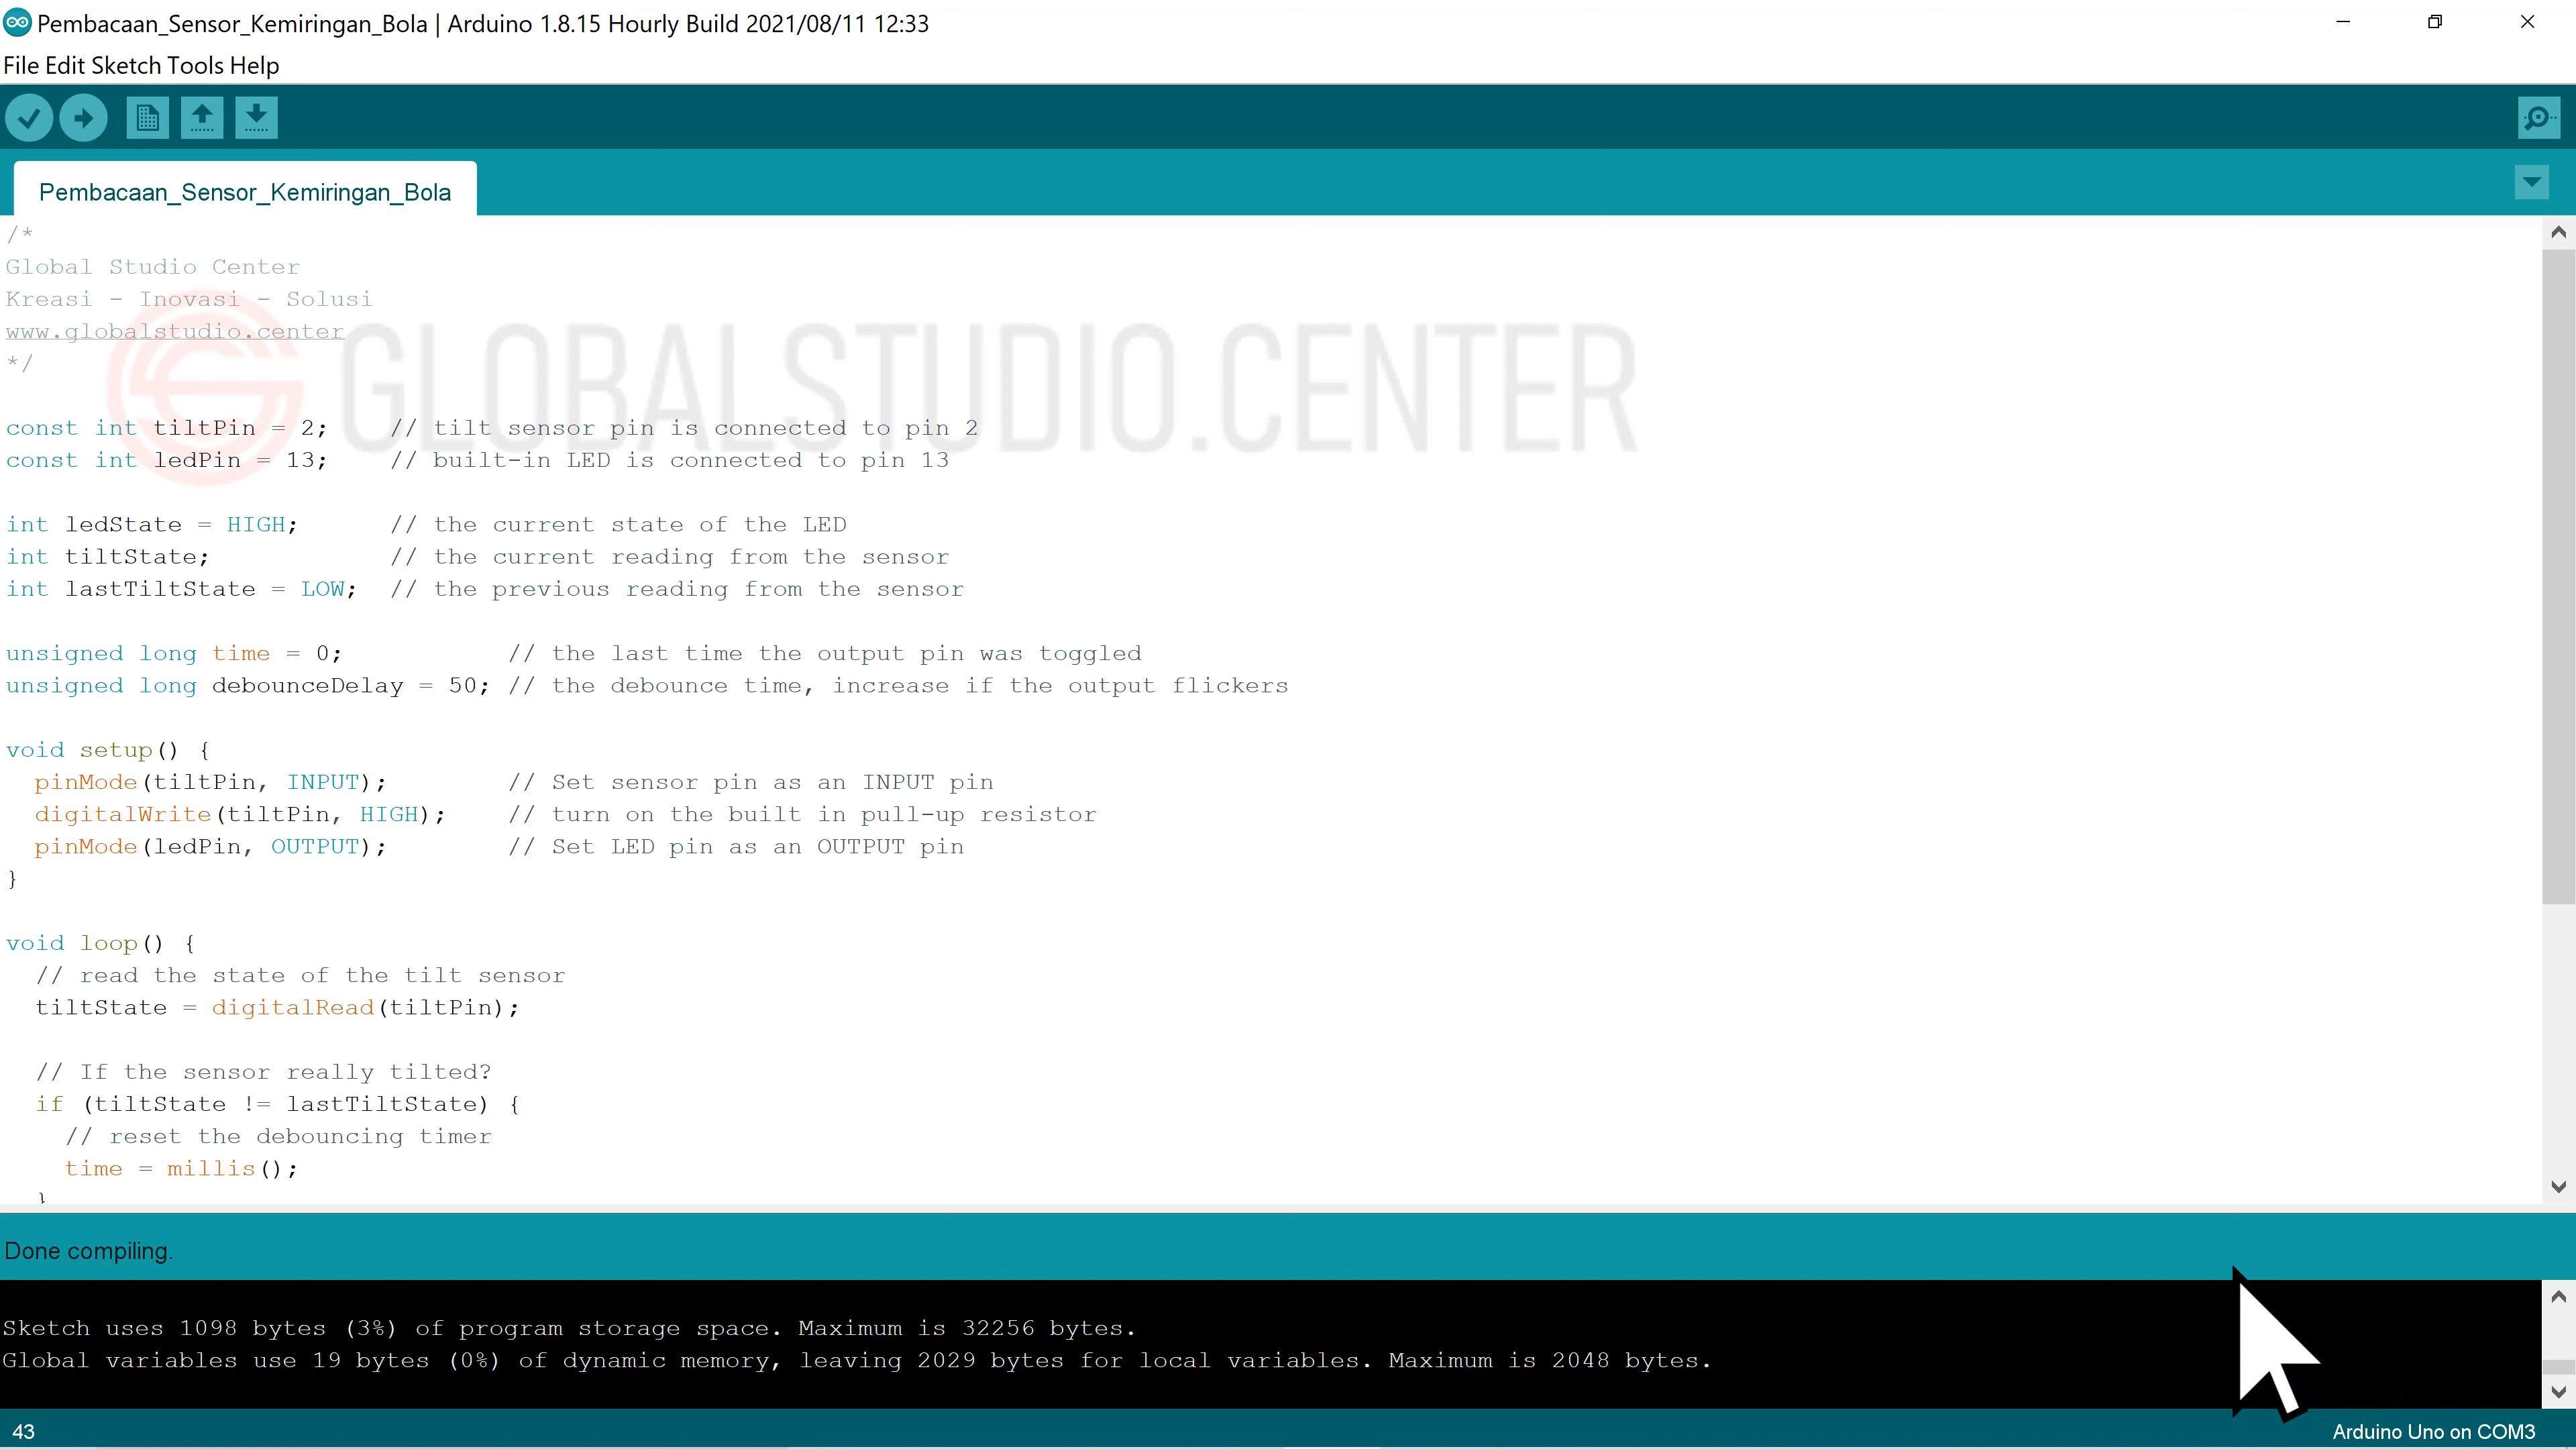 Pembacaan_Sensor_Kemiringan_Bola | Arduino 1.8.15 Hourly Build 2021/08/11 12:33
File Edit Sketch Tools Help
Pembacaan_Sensor_Kemiringan_Bola
/*
Global Studio Center
Kreasi - Inovasi - Solusi
www.globalstudio.center
*/
GLOBALSTUDIO.CENTER
const int tiltPin = 2;    // tilt sensor pin is connected to pin 2
const int ledPin = 13;    // built-in LED is connected to pin 13
int ledState = HIGH;      // the current state of the LED
int tiltState;            // the current reading from the sensor
int lastTiltState = LOW;  // the previous reading from the sensor
unsigned long time = 0;           // the last time the output pin was toggled
unsigned long debounceDelay = 50; // the debounce time, increase if the output flickers
void setup() {
  pinMode(tiltPin, INPUT);        // Set sensor pin as an INPUT pin
  digitalWrite(tiltPin, HIGH);    // turn on the built in pull-up resistor
  pinMode(ledPin, OUTPUT);        // Set LED pin as an OUTPUT pin
}
void loop() {
  // read the state of the tilt sensor
  tiltState = digitalRead(tiltPin);
  // If the sensor really tilted?
  if (tiltState != lastTiltState) {
    // reset the debouncing timer
    time = millis();
  }
Done compiling.
Sketch uses 1098 bytes (3%) of program storage space. Maximum is 32256 bytes.
Global variables use 19 bytes (0%) of dynamic memory, leaving 2029 bytes for local variables. Maximum is 2048 bytes.
43
Arduino Uno on COM3